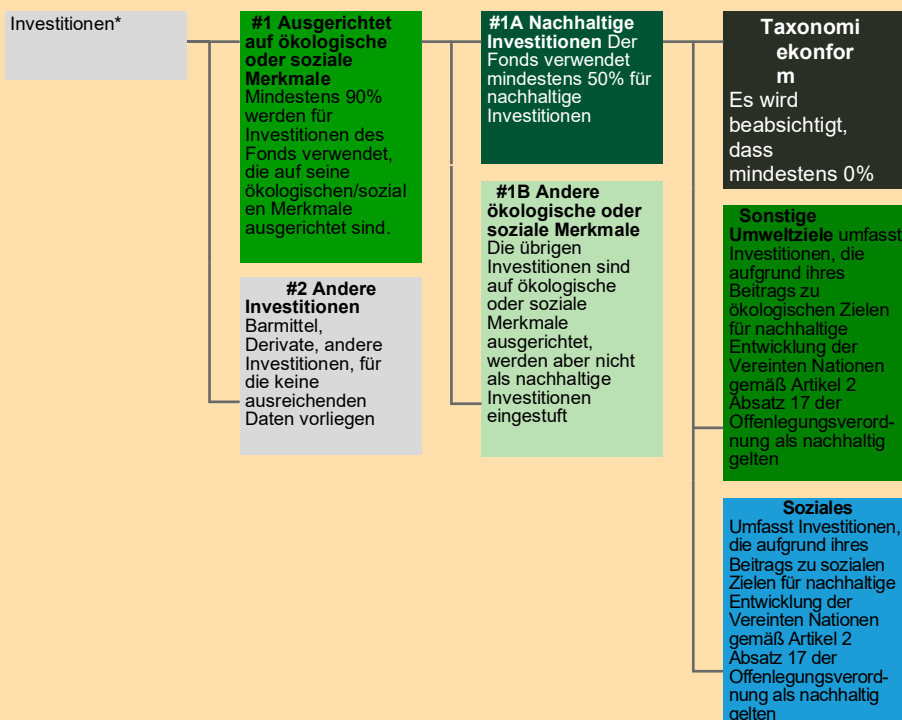 Investitionen*
#1 Ausgerichtet
auf ökologische
oder soziale
Merkmale
Mindestens 90%
werden für
Investitionen des
Fonds verwendet,
die auf seine
ökologischen/sozial
en Merkmale
ausgerichtet sind.
#2 Andere
Investitionen
Barmittel,
Derivate, andere
Investitionen, für
die keine
ausreichenden
Daten vorliegen
#1A Nachhaltige
Investitionen Der
Fonds verwendet
mindestens 50% für
nachhaltige
Investitionen
#1B Andere
ökologische oder
soziale Merkmale
Die übrigen
Investitionen sind
auf ökologische
oder soziale
Merkmale
ausgerichtet,
werden aber nicht
als nachhaltige
Investitionen
eingestuft
Taxonomi
ekonfor
m
Es wird
beabsichtigt,
dass
mindestens 0%
Sonstige
Umweltziele umfasst
Investitionen, die
aufgrund ihres
Beitrags zu
ökologischen Zielen
für nachhaltige
Entwicklung der
Vereinten Nationen
gemäß Artikel 2
Absatz 17 der
Offenlegungsverord-
nung als nachhaltig
gelten
Soziales
Umfasst Investitionen,
die aufgrund ihres
Beitrags zu sozialen
Zielen für nachhaltige
Entwicklung der
Vereinten Nationen
gemäß Artikel 2
Absatz 17 der
Offenlegungsverord-
nung als nachhaltig
gelten